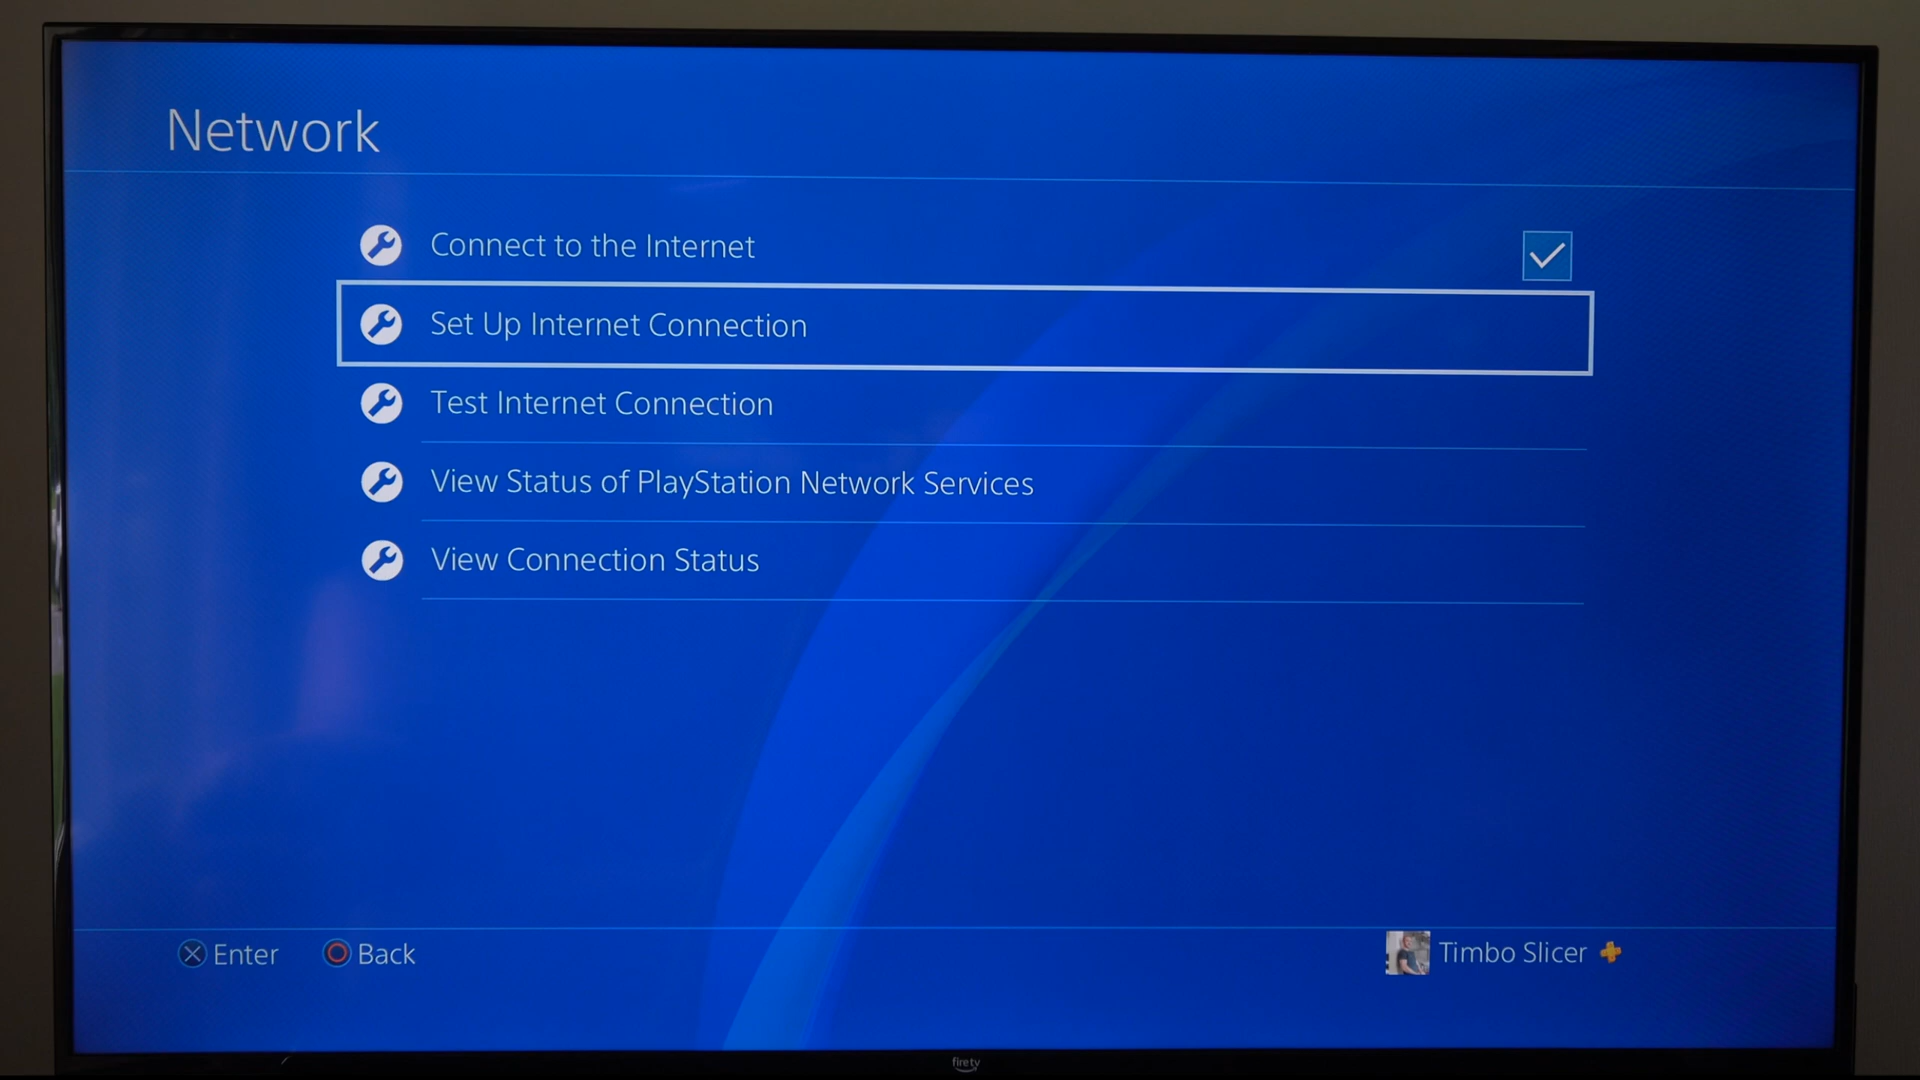 Network
Connect to the Internet
Set Up Internet Connection
Test Internet Connection
View Status of PlayStation Network Services
View Connection Status
Enter
Back
Timbo Slicer
firetv